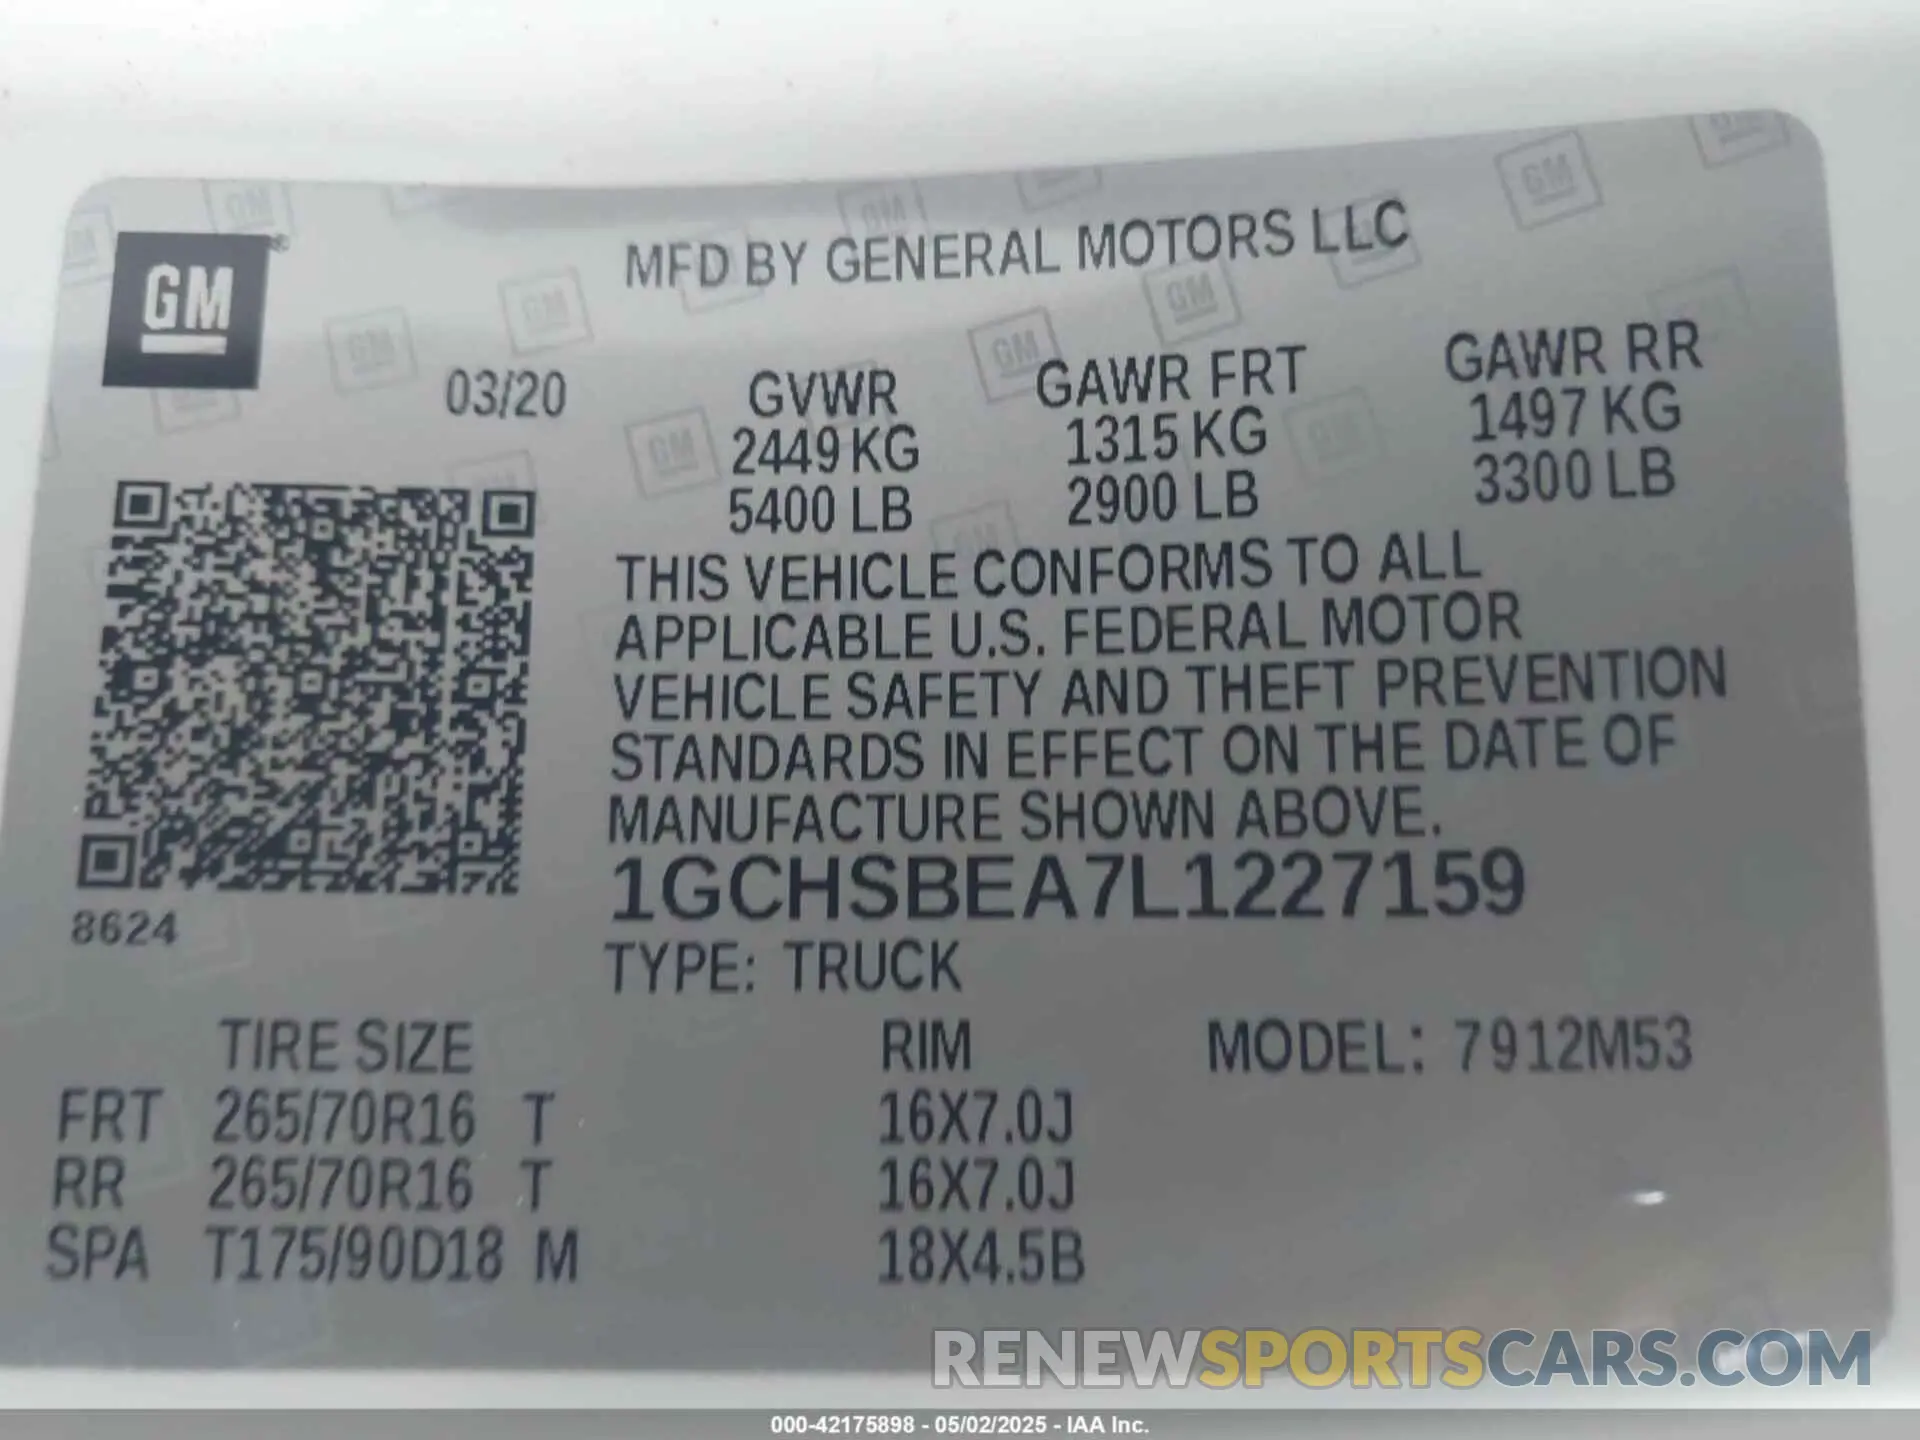 MFD BY GENERAL MOTORS LLC
GM®
03/20
GVWR GAWR FRT GAWR RR
2449 KG 1315 KG 1497 KG
5400 LB 2900 LB 3300 LB
THIS VEHICLE CONFORMS TO ALL
APPLICABLE U.S. FEDERAL MOTOR
VEHICLE SAFETY AND THEFT PREVENTION
STANDARDS IN EFFECT ON THE DATE OF
MANUFACTURE SHOWN ABOVE.
1GCHSBEA7L1227159
8624
TYPE: TRUCK
TIRE SIZE RIM MODEL: 7912M53
FRT 265/70R16 T 16X7.0J
RR 265/70R16 T 16X7.0J
SPA T175/90D18 M 18X4.5B
RENEWSPORTSCARS.COM
000-42175898 - 05/02/2025 - IAA Inc.